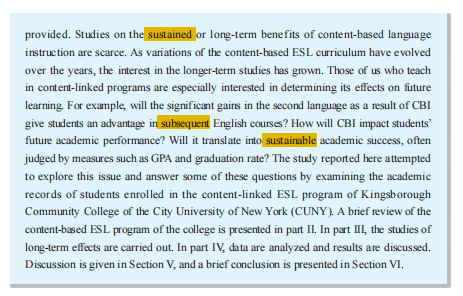 provided. Studies on the sustained or long-term benefits of content-based language
instruction are scarce. As variations of the content-based ESL curriculum have evolved
over the years, the interest in the longer-term studies has grown. Those of us who teach
in content-linked programs are especially interested in determining its effects on future
learning. For example, will the significant gains in the second language as a result of CBI
give students an advantage in subsequent English courses? How will CBI impact students’
future academic performance? Will it translate into sustainable academic success, often
judged by measures such as GPA and graduation rate? The study reported here attempted
to explore this issue and answer some of these questions by examining the academic
records of students enrolled in the content-linked ESL program of Kingsborough
Community College of the City University of New York (CUNY). A brief review of the
content-based ESL program of the college is presented in part II. In part III, the studies of
long-term effects are carried out. In part IV, data are analyzed and results are discussed.
Discussion is given in Section V, and a brief conclusion is presented in Section VI.